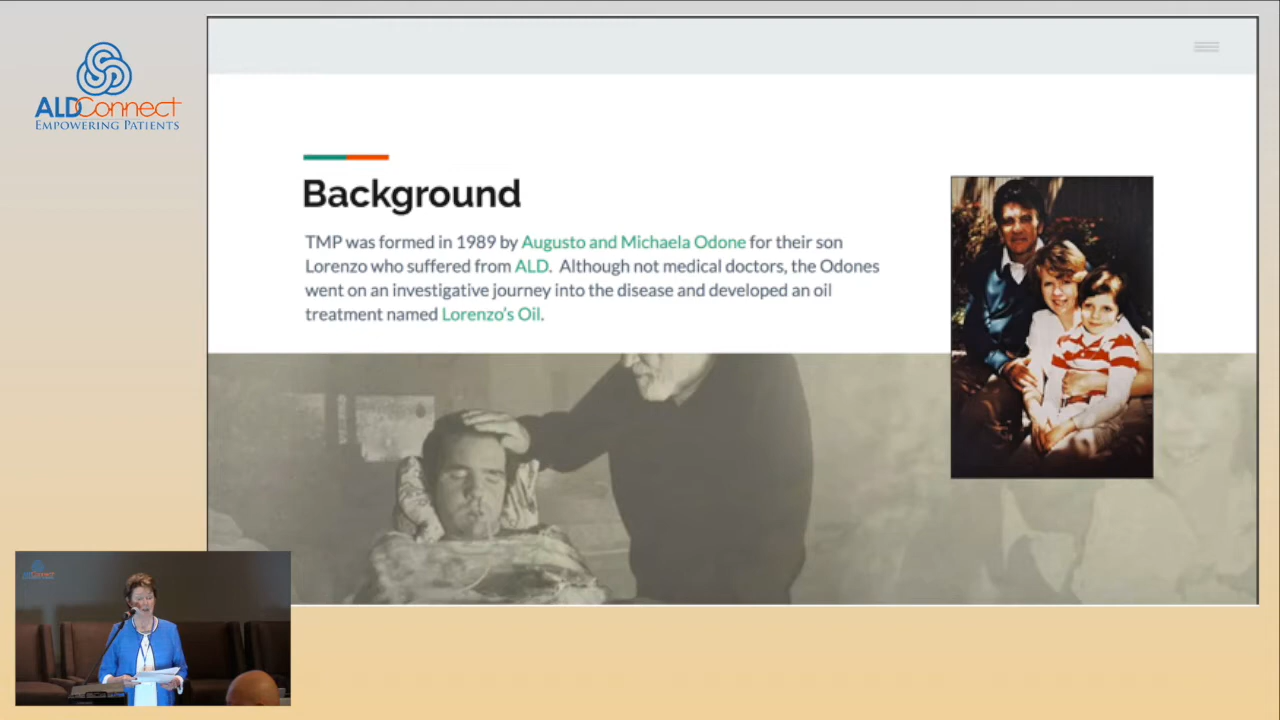 ALDConnect
EMPOWERING PATIENTS
Background
TMP was formed in 1989 by Augusto and Michaela Odone for their son
Lorenzo who suffered from ALD. Although not medical doctors, the Odones
went on an investigative journey into the disease and developed an oil
treatment named Lorenzo's Oil.